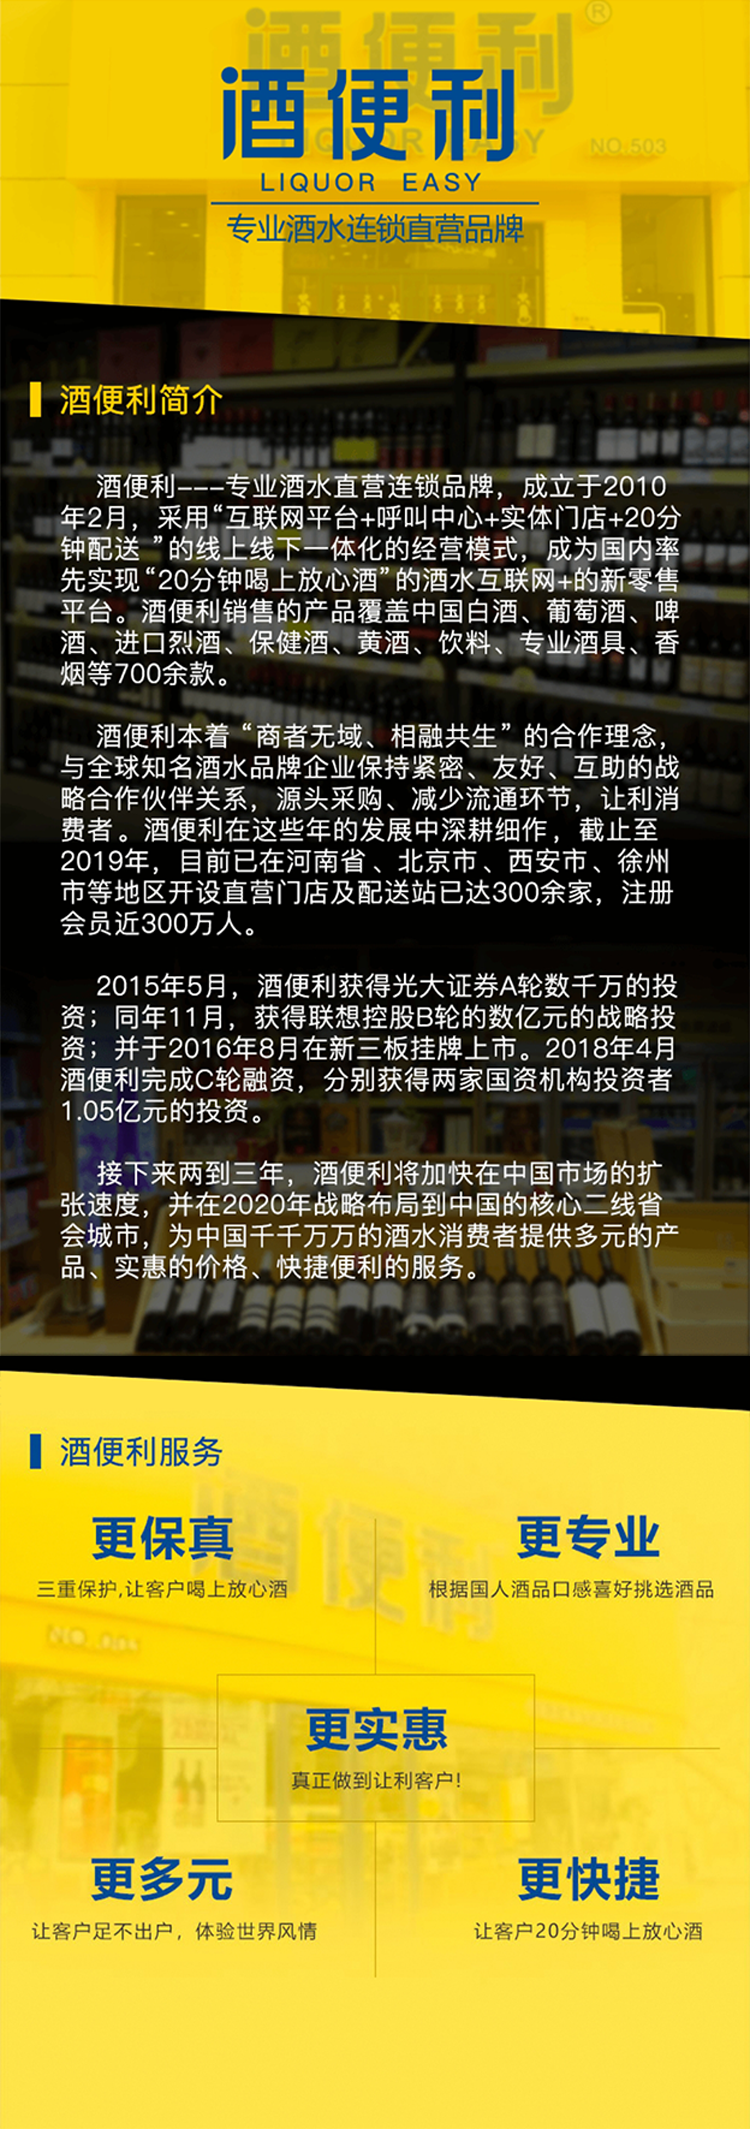 酒便利
LIQUOR EASY
NO.503
专业酒水连锁直营品牌
酒便利简介
酒便利---专业酒水直营连锁品牌，成立于2010
年2月，采用“互联网平台+呼叫中心+实体门店+20分
钟配送 ”的线上线下一体化的经营模式，成为国内率
先实现“20分钟喝上放心酒”的酒水互联网+的新零售
平台。酒便利销售的产品覆盖中国白酒、葡萄酒、啤
酒、进口烈酒、保健酒、黄酒、饮料、专业酒具、香
烟等700余款。
酒便利本着 “商者无域、相融共生” 的合作理念，
与全球知名酒水品牌企业保持紧密、友好、互助的战
略合作伙伴关系，源头采购、减少流通环节，让利消
费者 。酒便利在这些年的发展中深耕细作 ，截止至
2019年，目前已在河南省 、北京市 、西安市 、徐州
市等地区开设直营门店及配送站已达300余家，注册
会员近300万人。
2015年5月，酒便利获得光大证券A轮数千万的投
资；同年11月，获得联想控股B轮的数亿元的战略投
资；并于2016年8月在新三板挂牌上市。2018年4月
酒便利完成C轮融资，分别获得两家国资机构投资者
1.05亿元的投资。
接下来两到三年，酒便利将加快在中国市场的扩
张速度，并在2020年战略布局到中国的核心二线省
会城市，为中国千千万万的酒水消费者提供多元的产
品、实惠的价格、快捷便利的服务。
酒便利服务
更保真
三重保护,让客户喝上放心酒
更专业
根据国人酒品口感喜好挑选酒品
更实惠
真正做到让利客户!
更多元
让客户足不出户，体验世界风情
更快捷
让客户20分钟喝上放心酒